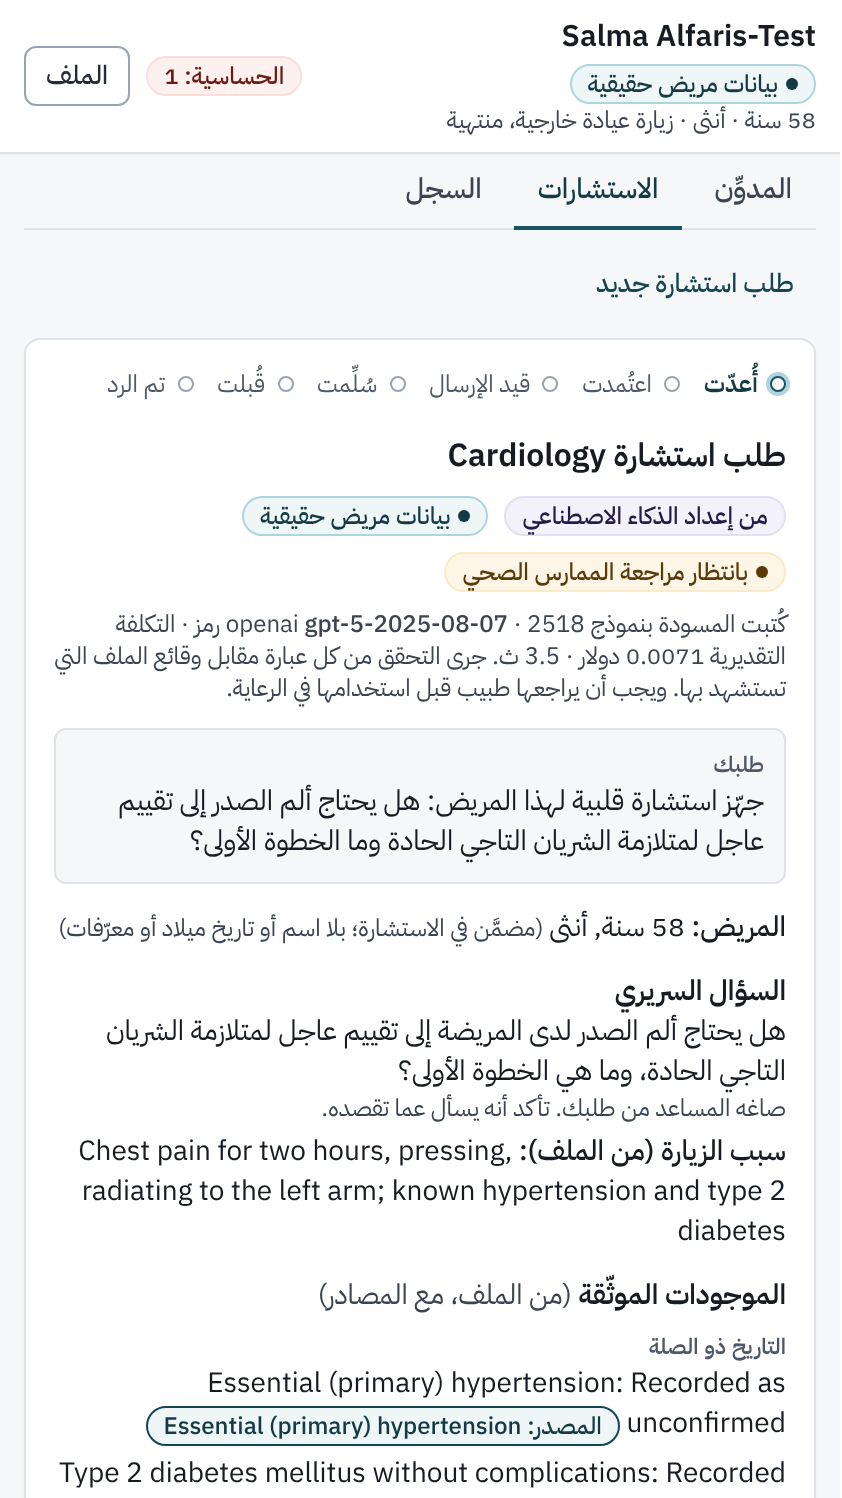 Salma Alfaris-Test
بيانات مريض حقيقية
58 سنة · أنثى · زيارة عيادة خارجية، منتهية
الحساسية: 1
الملف
المدوِّن
الاستشارات
السجل
طلب استشارة جديد
أُعدّت
اعتُمدت
قيد الإرسال
سُلِّمت
قُبلت
تم الرد
طلب استشارة Cardiology
من إعداد الذكاء الاصطناعي
بيانات مريض حقيقية
بانتظار مراجعة الممارس الصحي
كُتبت المسودة بنموذج openai gpt-5-2025-08-07 · 2518 رمز · التكلفة
التقديرية 0.0071 دولار · 3.5 ث. جرى التحقق من كل عبارة مقابل وقائع الملف التي
تستشهد بها. ويجب أن يراجعها طبيب قبل استخدامها في الرعاية.
طلبك
جهّز استشارة قلبية لهذا المريض: هل يحتاج ألم الصدر إلى تقييم
عاجل لمتلازمة الشريان التاجي الحادة وما الخطوة الأولى؟
المريض: 58 سنة, أنثى (مضمَّن في الاستشارة؛ بلا اسم أو تاريخ ميلاد أو معرّفات)
السؤال السريري
هل يحتاج ألم الصدر لدى المريضة إلى تقييم عاجل لمتلازمة الشريان
التاجي الحادة، وما هي الخطوة الأولى؟
صاغه المساعد من طلبك. تأكد أنه يسأل عما تقصده.
سبب الزيارة (من الملف): Chest pain for two hours, pressing,
radiating to the left arm; known hypertension and type 2
diabetes
الموجودات الموثّقة (من الملف، مع المصادر)
التاريخ ذو الصلة
Essential (primary) hypertension: Recorded as
unconfirmed المصدر: Essential (primary) hypertension
Type 2 diabetes mellitus without complications: Recorded